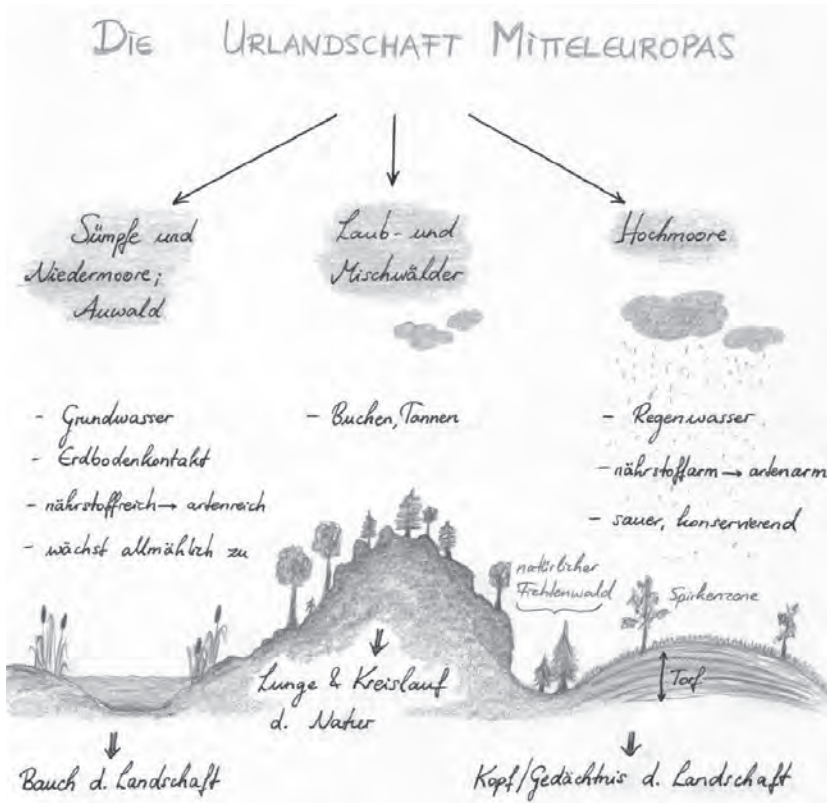 DIE URLANDSCHAFT MITTELEUROPAS
Sümpfe und
Niedermoore;
Auwald
- Grundwasser
- Erdbodenkontakt
- nährstoffreich → artenreich
- wächst allmählich zu
Bauch d. Landschaft
Laub- und
Mischwälder
- Buchen, Tannen
Lunge & Kreislauf
d. Natur
Hochmoore
- Regenwasser
- nährstoffarm → artenarm
- sauer, konservierend
natürlicher
Fichtenwald
Spirkenzone
Torf
Kopf/Gedächtnis d. Landschaft